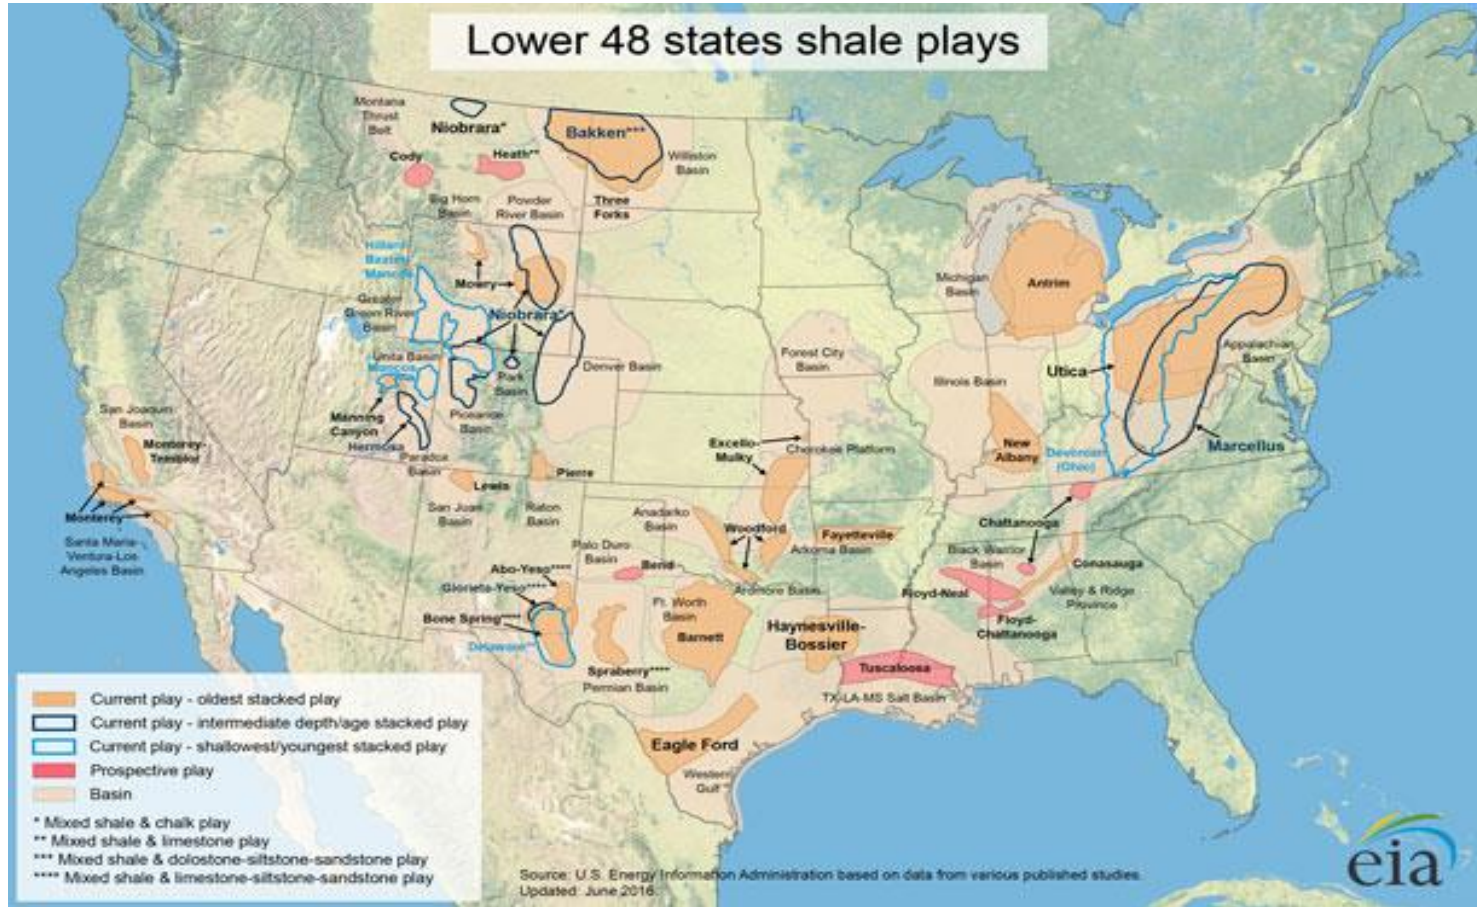 Lower 48 states shale plays
Montana
Thrust
Belt
Niobrara*
Bakken***
Williston
Basin
Cody
Heath**
Big Horn
Basin
Powder
River Basin
Three
Forks
Hilliard-
Baxter-
Mancos
Mowry
Greater
Green River
Basin
Niobrara*
Michigan
Basin
Antrim
Uinta Basin
Mancos
Park
Basin
Denver Basin
Forest City
Basin
Illinois Basin
Utica
Appalachian
Basin
San Joaquin
Basin
Monterey-
Temblor
Manning
Canyon
Hermosa
Piceance
Basin
Paradox
Basin
Excello-
Mulky
Cherokee Platform
New
Albany
Devonian
(Ohio)
Marcellus
Pierre
Lewis
San Juan
Basin
Raton
Basin
Monterey
Santa Maria-
Ventura-Los
Angeles Basin
Anadarko
Basin
Woodford
Fayetteville
Arkoma Basin
Chattanooga
Black Warrior
Basin
Conasauga
Palo Duro
Basin
Bend
Abo-Yeso****
Glorieta-Yeso****
Ardmore Basin
Floyd-Neal
Valley & Ridge
Province
Bone Spring****
Delaware
Ft. Worth
Basin
Barnett
Haynesville-
Bossier
Floyd-
Chattanooga
Spraberry****
Permian Basin
Tuscaloosa
TX-LA-MS Salt Basin
Eagle Ford
Western
Gulf
Current play - oldest stacked play
Current play - intermediate depth/age stacked play
Current play - shallowest/youngest stacked play
Prospective play
Basin
* Mixed shale & chalk play
** Mixed shale & limestone play
*** Mixed shale & dolostone-siltstone-sandstone play
**** Mixed shale & limestone-siltstone-sandstone play
Source: U.S. Energy Information Administration based on data from various published studies.
Updated: June 2016
eia